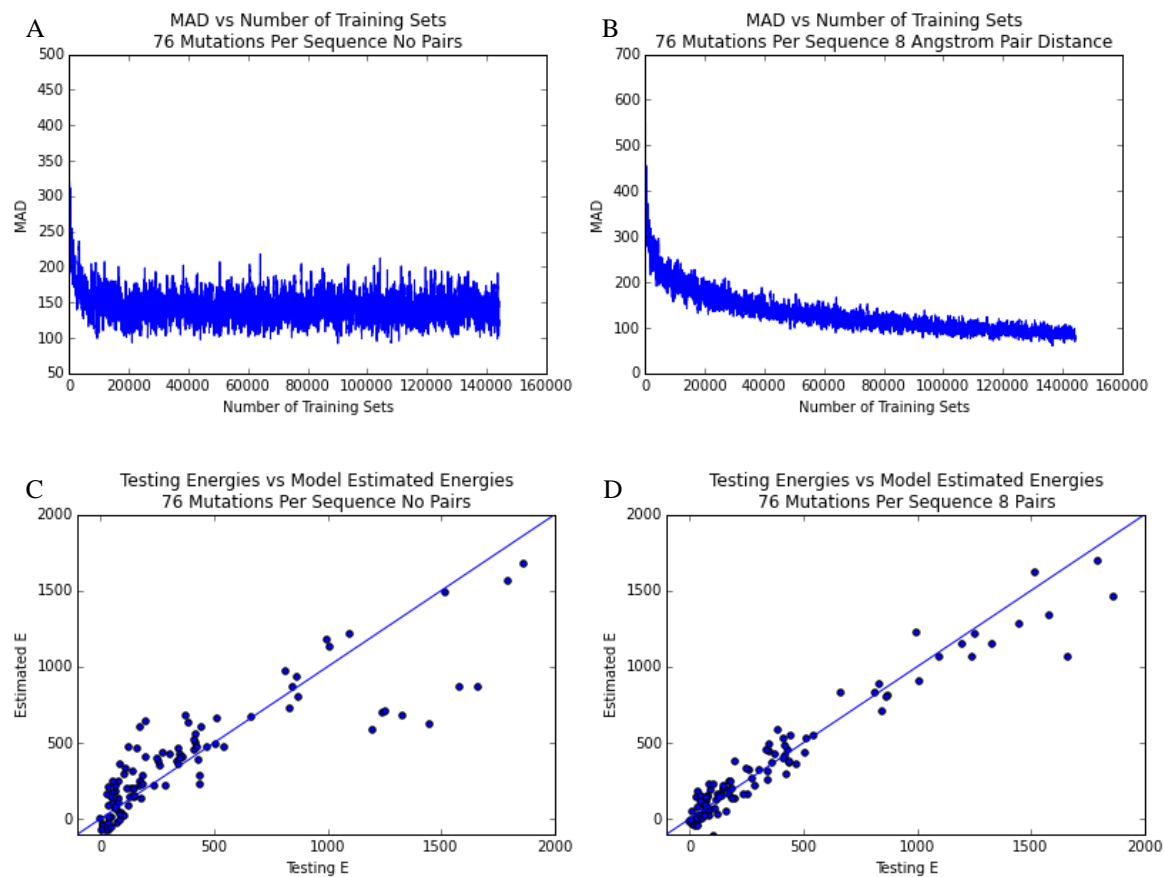 A
MAD vs Number of Training Sets
76 Mutations Per Sequence No Pairs
500
450
400
350
300
250
200
150
100
50
MAD
0
20000
40000
60000
80000
100000
120000
140000
160000
Number of Training Sets
B
MAD vs Number of Training Sets
76 Mutations Per Sequence 8 Angstrom Pair Distance
700
600
500
400
300
200
100
0
MAD
0
20000
40000
60000
80000
100000
120000
140000
160000
Number of Training Sets
C
Testing Energies vs Model Estimated Energies
76 Mutations Per Sequence No Pairs
2000
1500
1000
500
0
Estimated E
0
500
1000
1500
2000
Testing E
D
Testing Energies vs Model Estimated Energies
76 Mutations Per Sequence 8 Pairs
2000
1500
1000
500
0
Estimated E
0
500
1000
1500
2000
Testing E